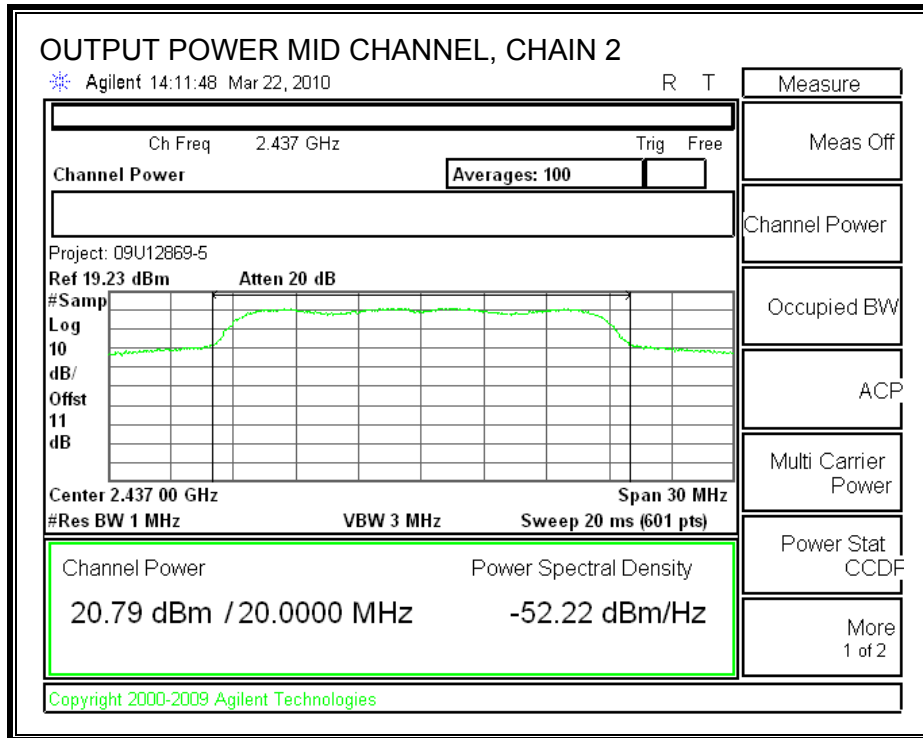 OUTPUT POWER MID CHANNEL, CHAIN 2
Agilent 14:11:48 Mar 22, 2010 R T
Measure
Ch Freq 2.437 GHz Trig Free
Channel Power Averages: 100
Project: 09U12869-5
Ref 19.23 dBm Atten 20 dB
#Samp
Log
10
dB/
Offst
11
dB
Center 2.437 00 GHz Span 30 MHz
#Res BW 1 MHz VBW 3 MHz Sweep 20 ms (601 pts)
Channel Power Power Spectral Density
20.79 dBm / 20.0000 MHz -52.22 dBm/Hz
Meas Off
Channel Power
Occupied BW
ACP
Multi Carrier
Power
Power Stat
CCDF
More
1 of 2
Copyright 2000-2009 Agilent Technologies